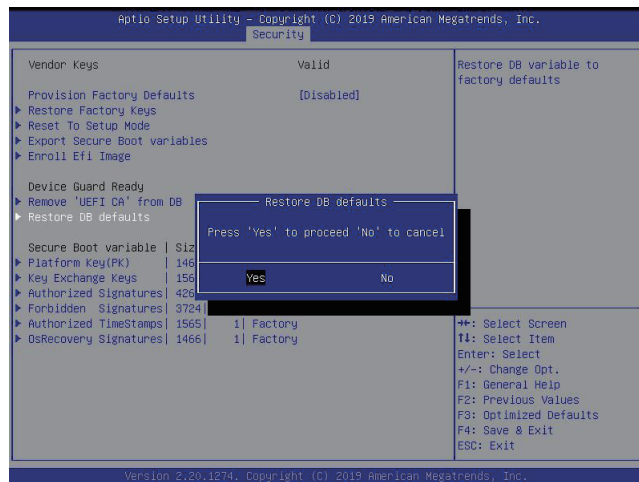 Aptio Setup Utility – Copyright (C) 2019 American Megatrends, Inc.
Security
Vendor Keys Valid
Provision Factory Defaults [Disabled]
Restore Factory Keys
Reset To Setup Mode
Export Secure Boot variables
Enroll Efi Image
Device Guard Ready
Remove 'UEFI CA' from DB
Restore DB defaults
Secure Boot variable | Siz
Platform Key(PK) | 146
Key Exchange Keys | 156
Authorized Signatures| 426
Forbidden Signatures| 3724|
Authorized TimeStamps| 1565| 1| Factory
OsRecovery Signatures| 1466| 1| Factory
Restore DB defaults
Press 'Yes' to proceed 'No' to cancel
Yes No
Restore DB variable to
factory defaults
→←: Select Screen
↑↓: Select Item
Enter: Select
+/-: Change Opt.
F1: General Help
F2: Previous Values
F3: Optimized Defaults
F4: Save & Exit
ESC: Exit
Version 2.20.1274. Copyright (C) 2019 American Megatrends, Inc.